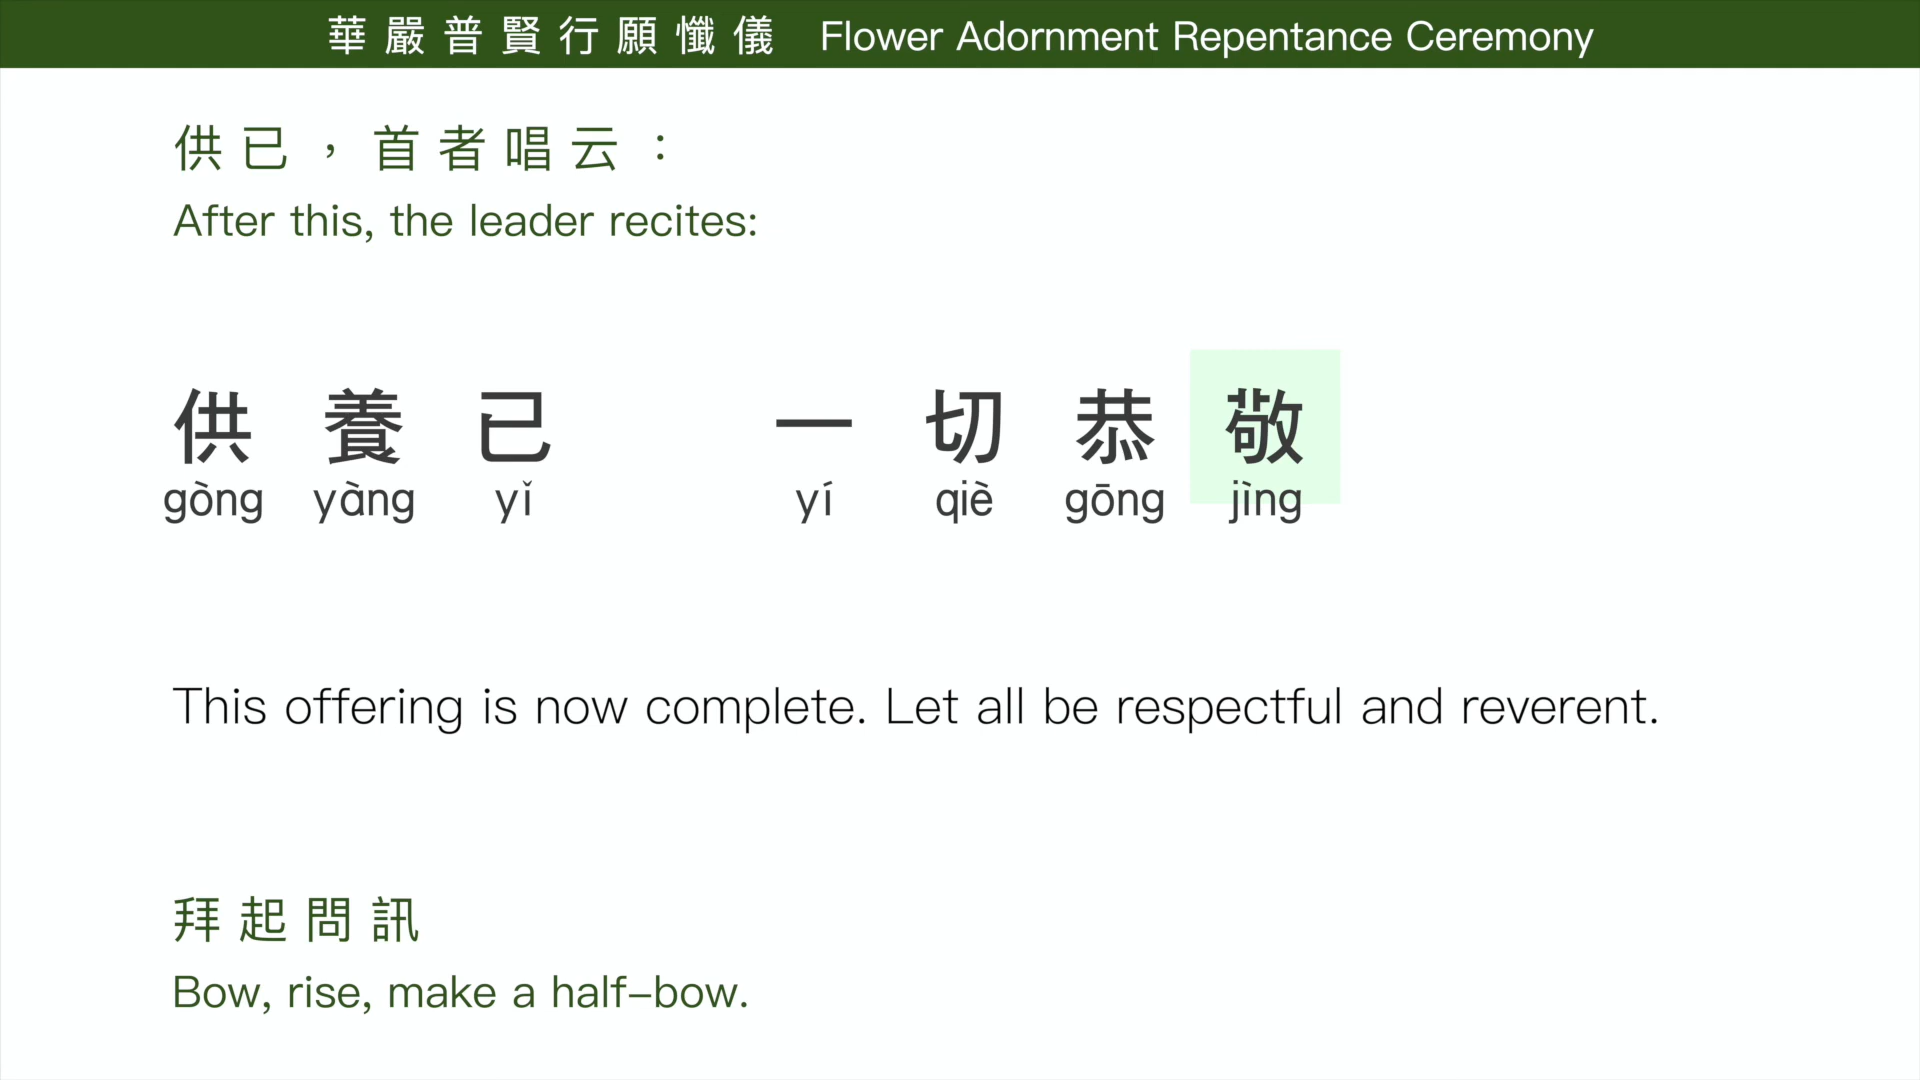 華嚴普賢行願懺儀 Flower Adornment Repentance Ceremony
供已，首者唱云：
After this, the leader recites:
供養已 一切恭敬
gòng yàng yǐ yí qiè gōng jìng
This offering is now complete. Let all be respectful and reverent.
拜起問訊
Bow, rise, make a half–bow.